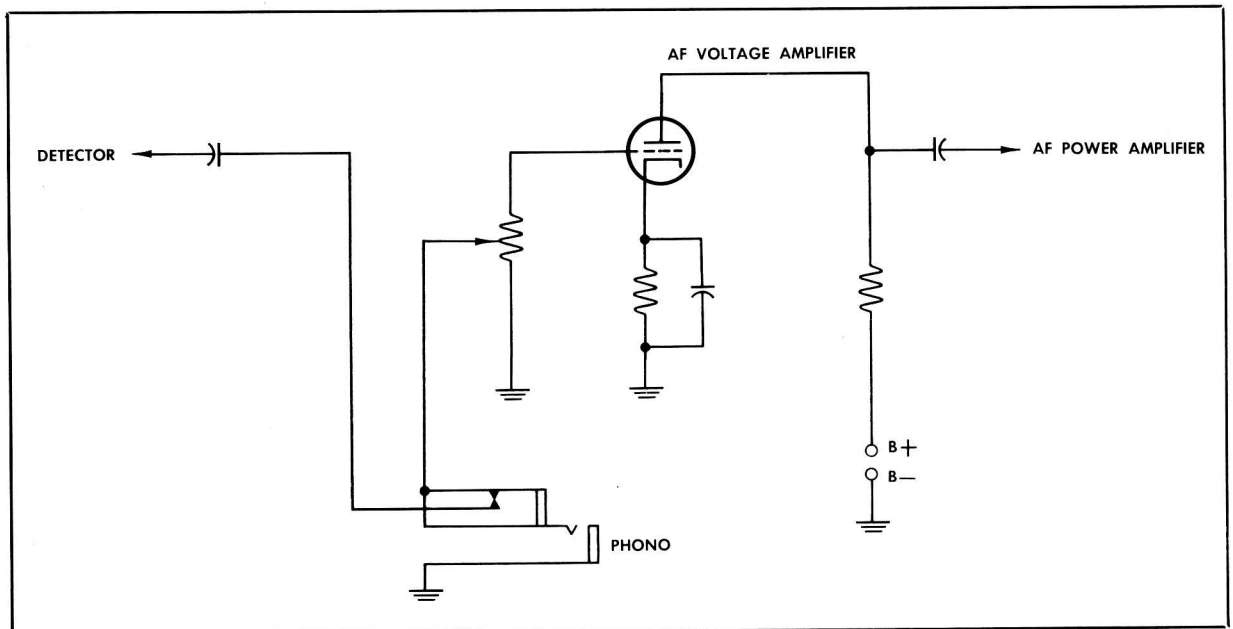 AF VOLTAGE AMPLIFIER
DETECTOR
AF POWER AMPLIFIER
B+
B−
PHONO